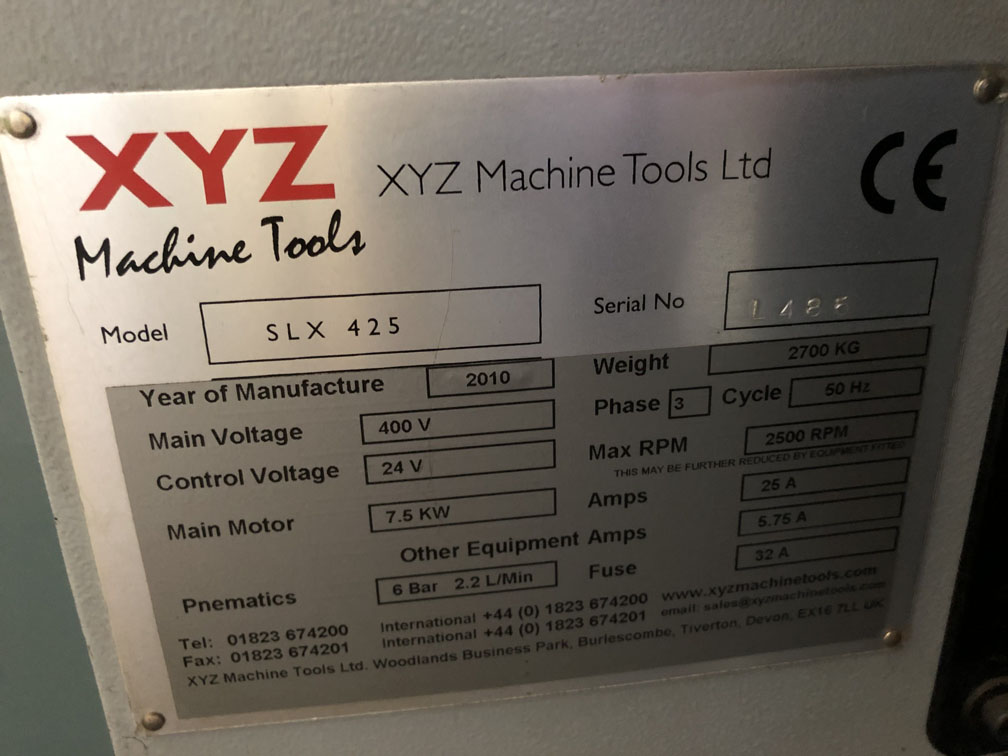 XYZ
Machine Tools
XYZ Machine Tools Ltd
CE
Model SLX 425
Serial No L485
Year of Manufacture 2010
Weight 2700 KG
Main Voltage 400 V
Phase 3 Cycle 50 Hz
Control Voltage 24 V
Max RPM 2500 RPM
THIS MAY BE FURTHER REDUCED BY EQUIPMENT FITTED
Main Motor 7.5 KW
Amps 25 A
Other Equipment Amps 5.75 A
Pnematics 6 Bar 2.2 L/Min
Fuse 32 A
Tel: 01823 674200 International +44 (0) 1823 674200 www.xyzmachinetools.com
Fax: 01823 674201 International +44 (0) 1823 674201 email: sales@xyzmachinetools.com
XYZ Machine Tools Ltd. Woodlands Business Park, Burlescombe, Tiverton, Devon, EX16 7LL UK